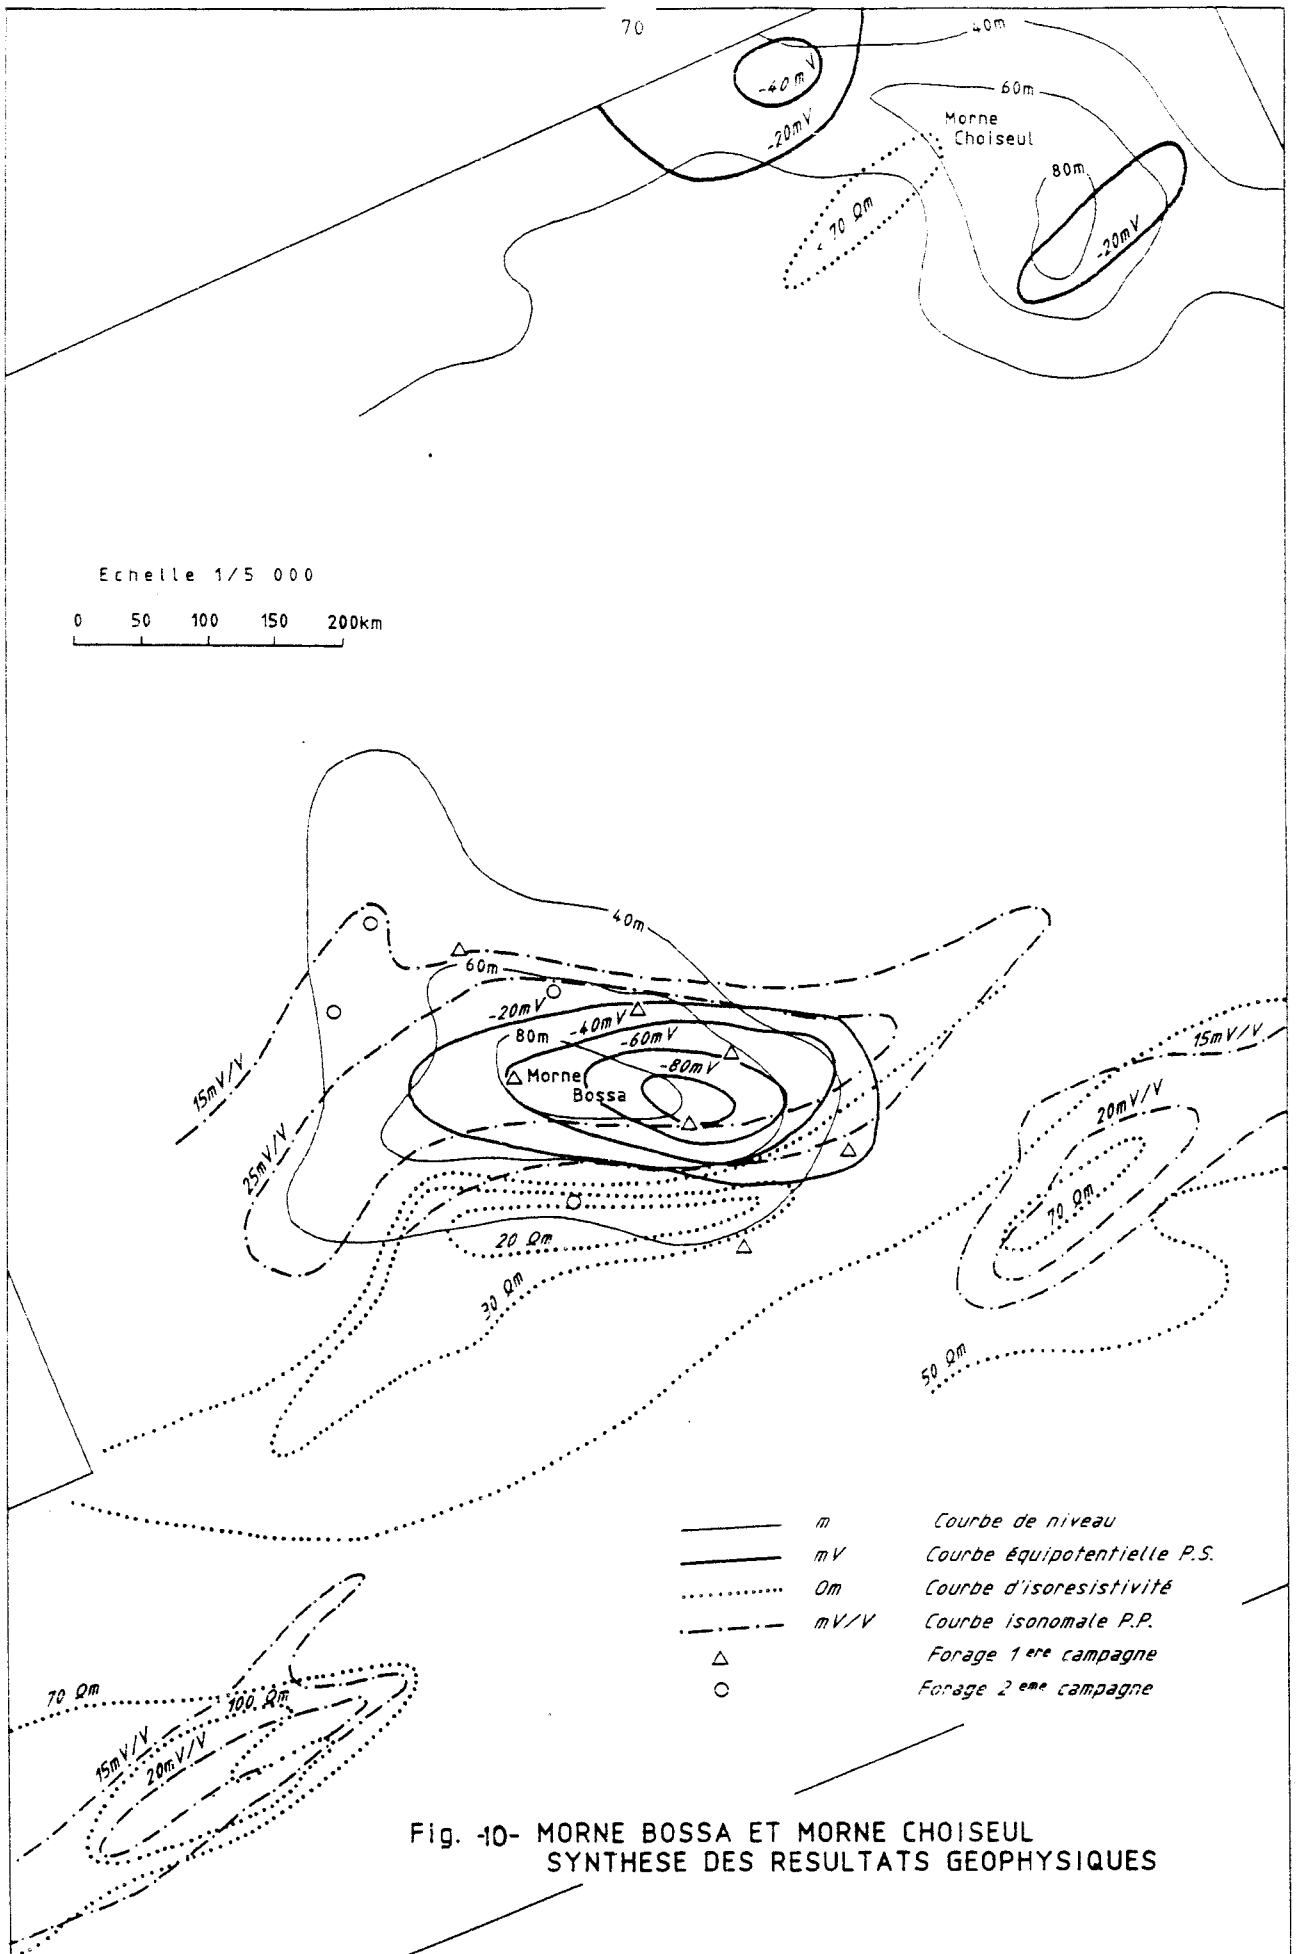 70
40m
-40mV
60m
-20mV
Morne
Choiseul
80m
< 70 Ωm
-20mV
Echelle 1/5 000
0 50 100 150 200km
40m
60m
-20mV
-40mV
80m
-60mV
-80mV
Morne
Bossa
15mV/V
25mV/V
15mV/V
20mV/V
70 Ωm
20 Ωm
30 Ωm
50 Ωm
m Courbe de niveau
mV Courbe équipotentielle P.S.
Ωm Courbe d'isoresistivité
mV/V Courbe isonomale P.P.
Forage 1ere campagne
Forage 2eme campagne
70 Ωm
100 Ωm
15mV/V
20mV/V
Fig. -10- MORNE BOSSA ET MORNE CHOISEUL
SYNTHESE DES RESULTATS GEOPHYSIQUES